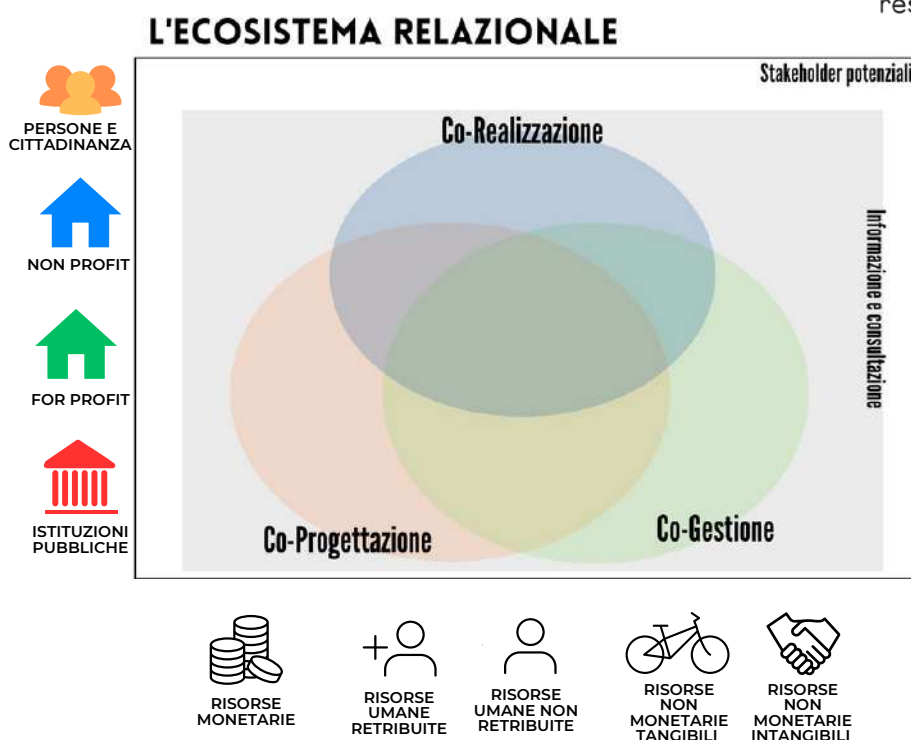 res
L'ECOSISTEMA RELAZIONALE
Stakeholder potenziali
PERSONE E
CITTADINANZA
NON PROFIT
FOR PROFIT
ISTITUZIONI
PUBBLICHE
Co-Realizzazione
Informazione e consultazione
Co-Progettazione
Co-Gestione
RISORSE
MONETARIE
RISORSE
UMANE
RETRIBUITE
RISORSE
UMANE NON
RETRIBUITE
RISORSE
NON
MONETARIE
TANGIBILI
RISORSE
NON
MONETARIE
INTANGIBILI